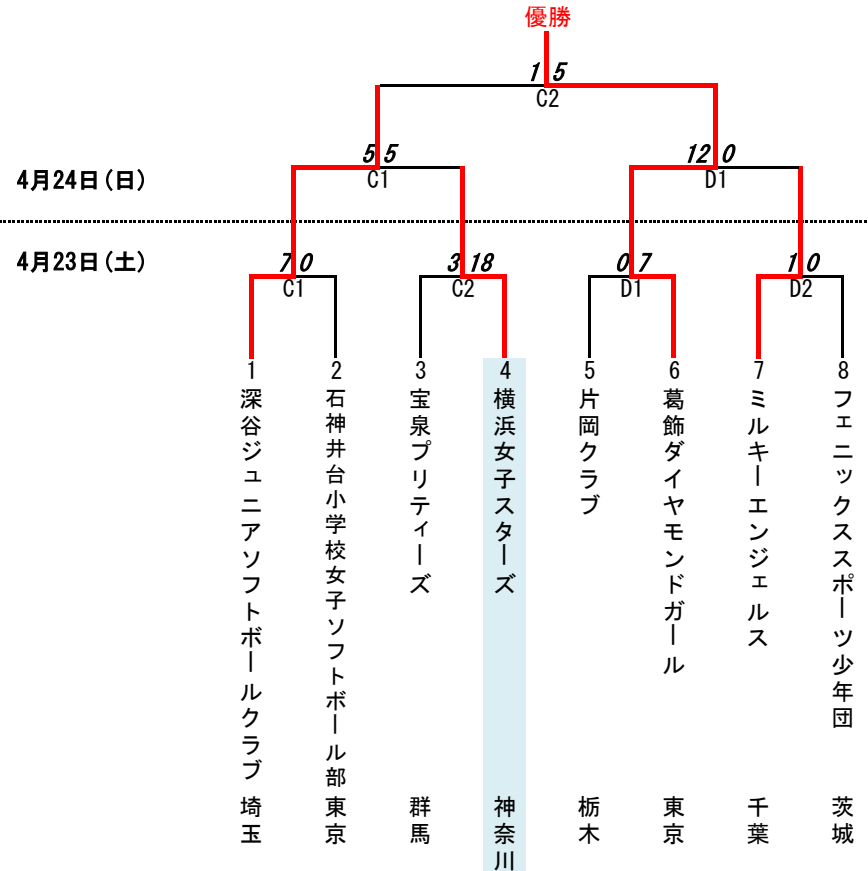 優勝
1 5
C2
5 5
C1
12 0
D1
4月24日(日)
4月23日(土)
7 0
C1
3 18
C2
0 7
D1
1 0
D2
1
深谷ジュニアソフトボールクラブ
埼玉
2
石神井台小学校女子ソフトボール部
東京
3
宝泉プリティーズ
群馬
4
横浜女子スターズ
神奈川
5
片岡クラブ
栃木
6
葛飾ダイヤモンドガール
東京
7
ミルキーエンジェルス
千葉
8
フェニックススポーツ少年団
茨城